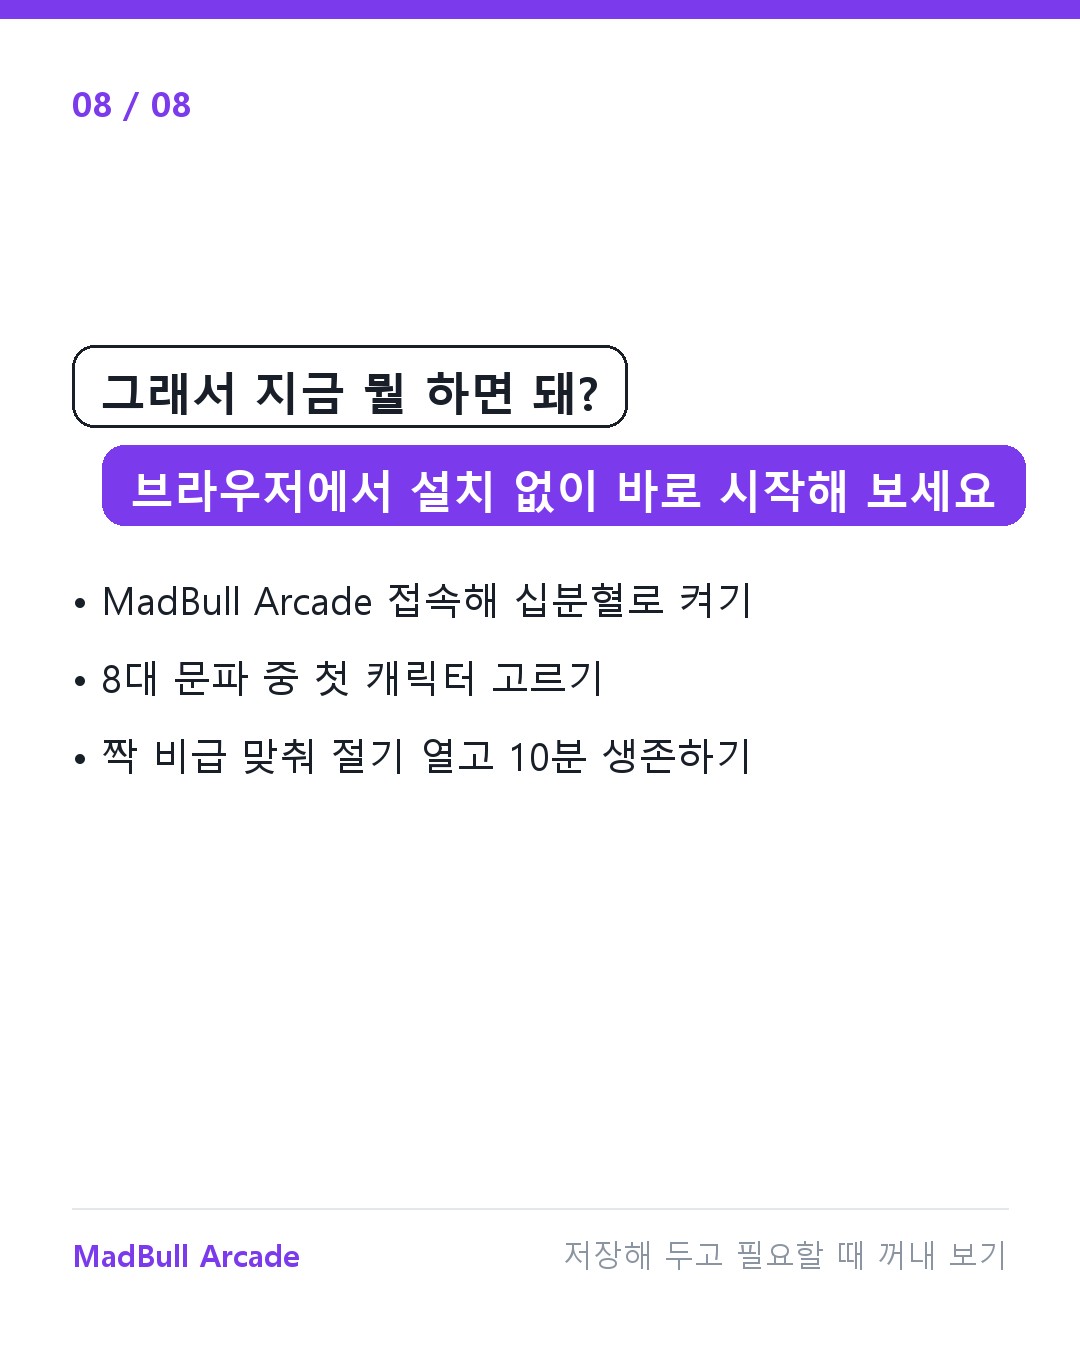 08 / 08
그래서 지금 뭘 하면 돼?
브라우저에서 설치 없이 바로 시작해 보세요
• MadBull Arcade 접속해 십분혈로 켜기
• 8대 문파 중 첫 캐릭터 고르기
• 짝 비급 맞춰 절기 열고 10분 생존하기
MadBull Arcade
저장해 두고 필요할 때 꺼내 보기